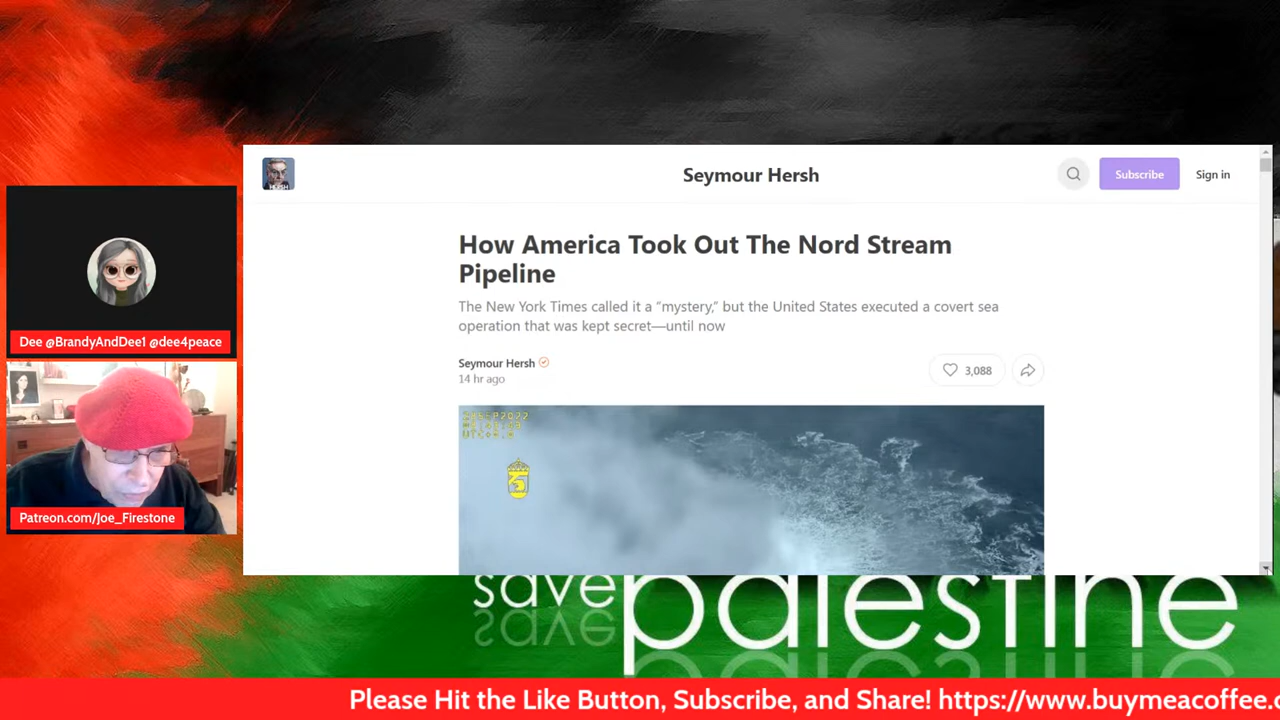 Seymour Hersh
Subscribe
Sign in
How America Took Out The Nord Stream
Pipeline
The New York Times called it a “mystery,” but the United States executed a covert sea
operation that was kept secret—until now
Seymour Hersh
14 hr ago
3,088
Dee @BrandyAndDee1 @dee4peace
Patreon.com/Joe_Firestone
save palestine
Please Hit the Like Button, Subscribe, and Share! https://www.buymeacoffee.c